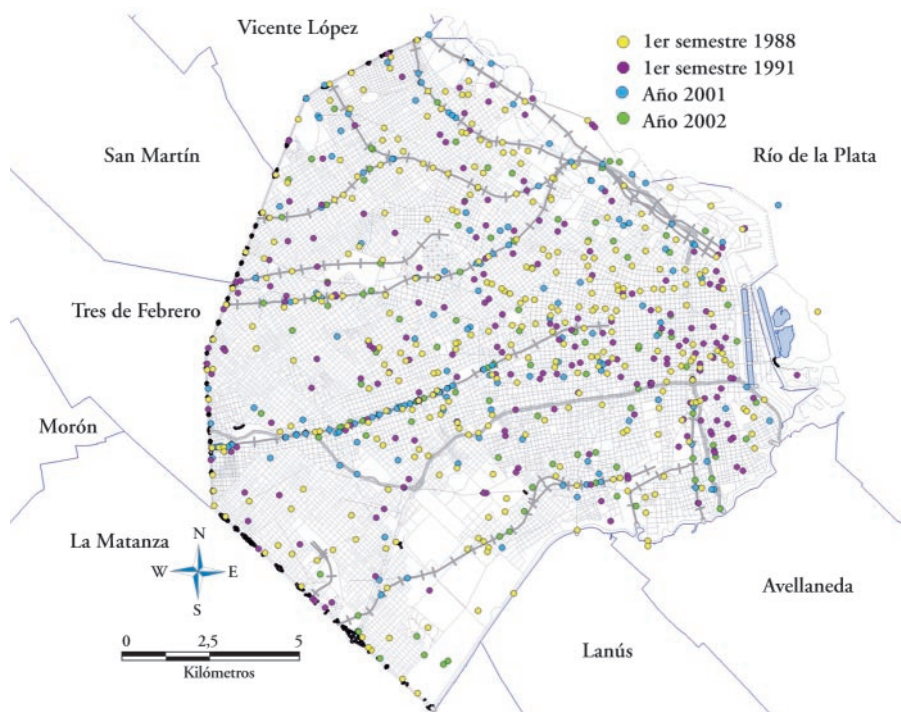 Vicente López
1er semestre 1988
1er semestre 1991
Año 2001
Año 2002
San Martín
Río de la Plata
Tres de Febrero
Morón
La Matanza
N
W
E
S
Avellaneda
0 2,5 5
Kilómetros
Lanús